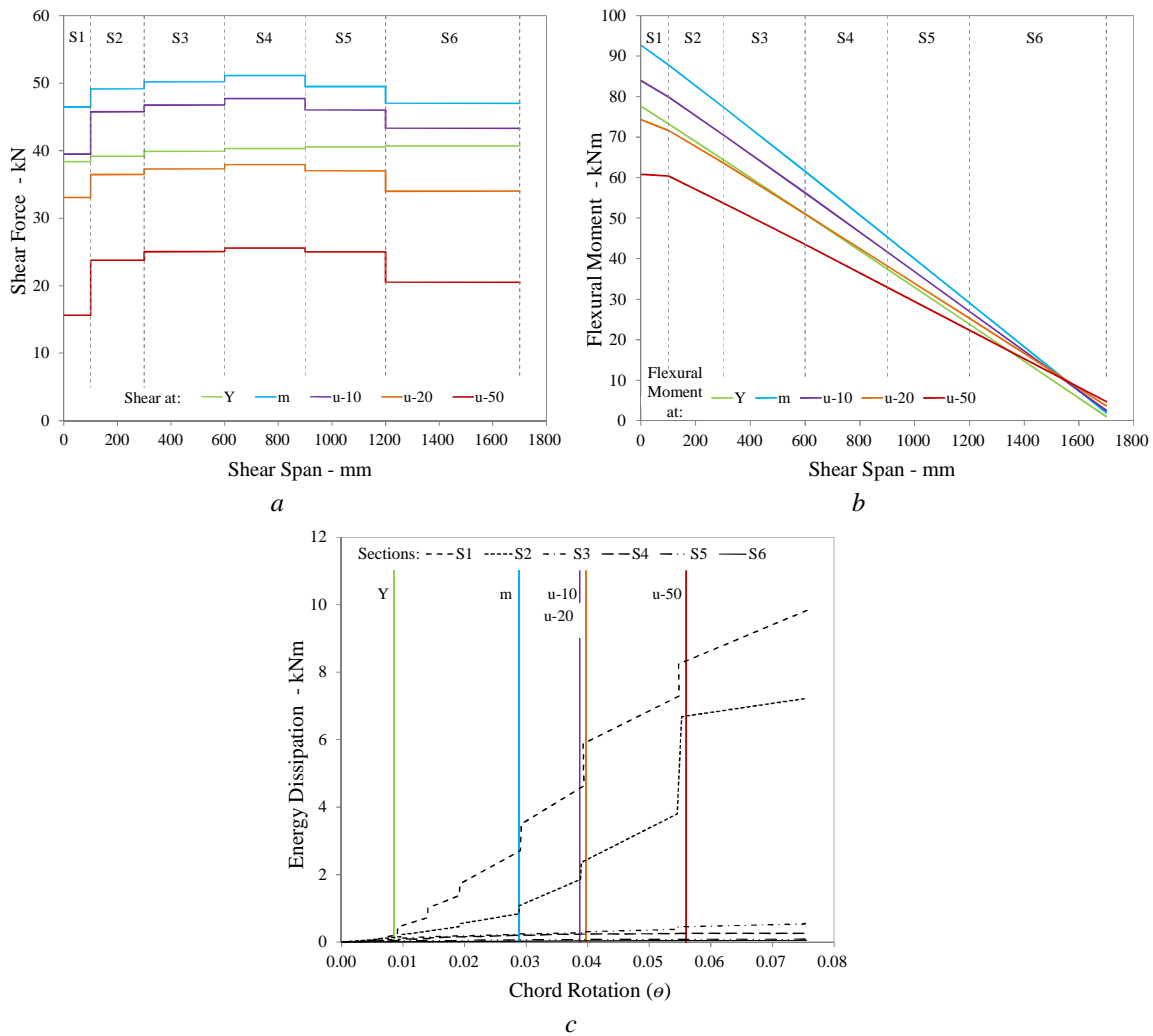 60
50
40
30
20
10
0
Shear Force - kN
S1 S2 S3 S4 S5 S6
Shear at: Y m u-10 u-20 u-50
0 200 400 600 800 1000 1200 1400 1600 1800
Shear Span - mm
a
100
90
80
70
60
50
40
30
20
10
0
Flexural Moment - kNm
S1 S2 S3 S4 S5 S6
Flexural
Moment
at:
Y m u-10 u-20 u-50
0 200 400 600 800 1000 1200 1400 1600 1800
Shear Span - mm
b
12
10
8
6
4
2
0
Energy Dissipation - kNm
Sections: S1 S2 S3 S4 S5 S6
Y m u-10 u-50
u-20
0.00 0.01 0.02 0.03 0.04 0.05 0.06 0.07 0.08
Chord Rotation (ɵ)
c